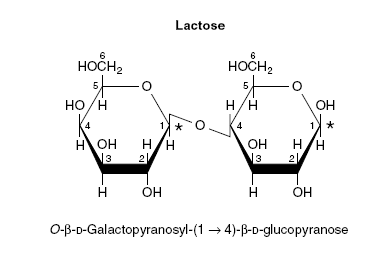 Lactose
6 6
HOCH2 HOCH2
5 O 5 O
HO H H H OH
4 1 * O 4 1 *
H OH H H OH H H
3 2 3 2
H OH H OH
O-β-D-Galactopyranosyl-(1 → 4)-β-D-glucopyranose